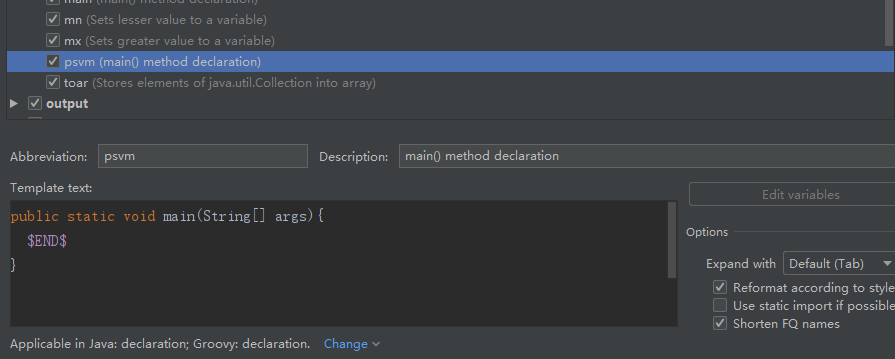 main (main() method declaration)
mn (Sets lesser value to a variable)
mx (Sets greater value to a variable)
psvm (main() method declaration)
toar (Stores elements of java.util.Collection into array)
output
Abbreviation: psvm Description: main() method declaration
Template text:
public static void main(String[] args){
$END$
}
Edit variables
Options
Expand with Default (Tab)
Reformat according to style
Use static import if possible
Shorten FQ names
Applicable in Java: declaration; Groovy: declaration. Change